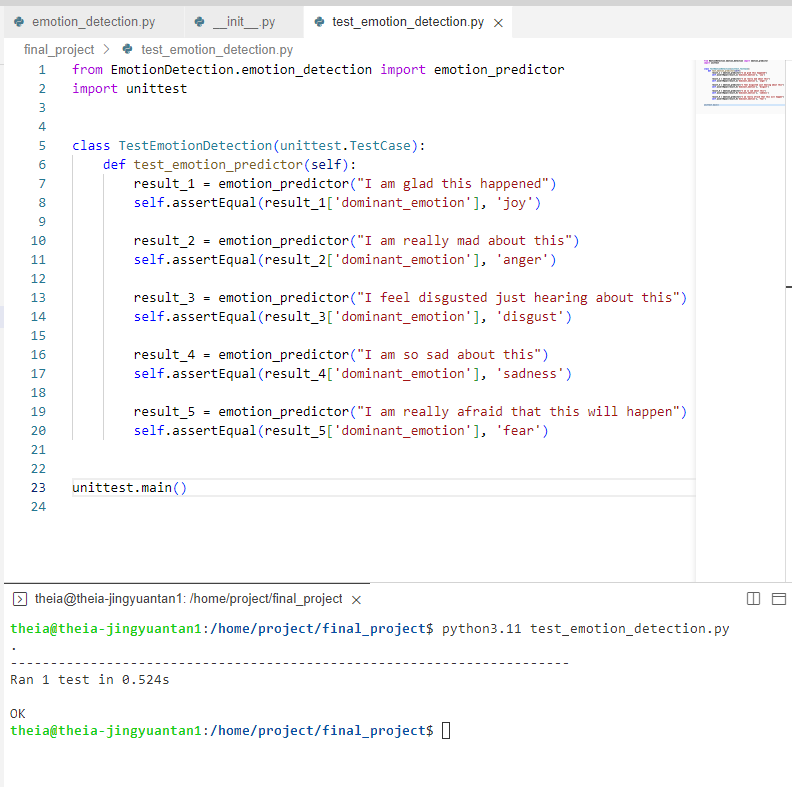 emotion_detection.py __init__.py test_emotion_detection.py
final_project > test_emotion_detection.py
1 from EmotionDetection.emotion_detection import emotion_predictor
2 import unittest
3
4
5 class TestEmotionDetection(unittest.TestCase):
6 def test_emotion_predictor(self):
7 result_1 = emotion_predictor("I am glad this happened")
8 self.assertEqual(result_1['dominant_emotion'], 'joy')
9
10 result_2 = emotion_predictor("I am really mad about this")
11 self.assertEqual(result_2['dominant_emotion'], 'anger')
12
13 result_3 = emotion_predictor("I feel disgusted just hearing about this")
14 self.assertEqual(result_3['dominant_emotion'], 'disgust')
15
16 result_4 = emotion_predictor("I am so sad about this")
17 self.assertEqual(result_4['dominant_emotion'], 'sadness')
18
19 result_5 = emotion_predictor("I am really afraid that this will happen")
20 self.assertEqual(result_5['dominant_emotion'], 'fear')
21
22
23 unittest.main()
24
theia@theia-jingyuantan1: /home/project/final_project
theia@theia-jingyuantan1:/home/project/final_project$ python3.11 test_emotion_detection.py
.
----------------------------------------------------------------------
Ran 1 test in 0.524s
OK
theia@theia-jingyuantan1:/home/project/final_project$